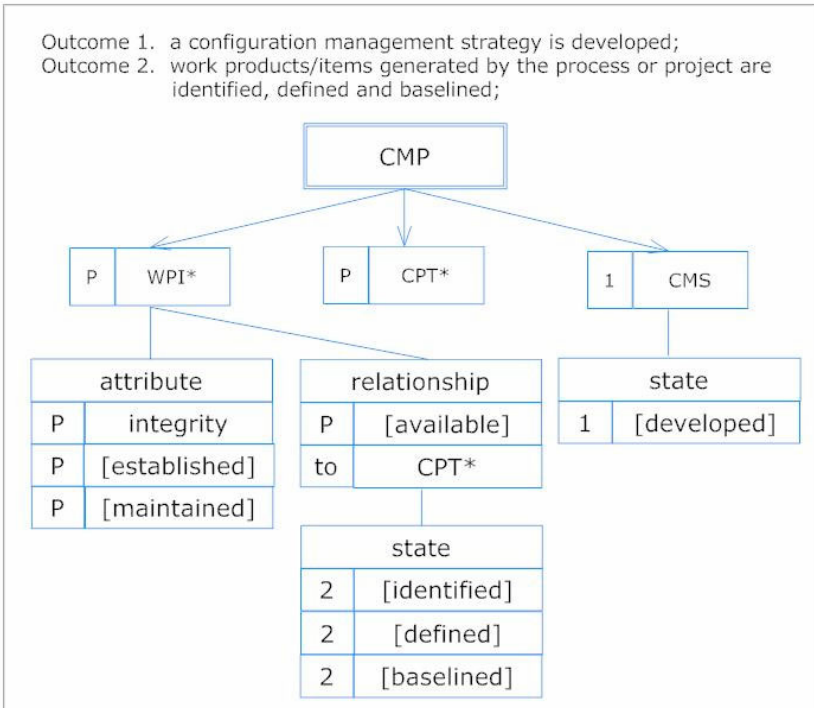 Outcome 1. a configuration management strategy is developed;
Outcome 2. work products/items generated by the process or project are
identified, defined and baselined;
CMP
P WPI*
P CPT*
1 CMS
attribute
P integrity
P [established]
P [maintained]
relationship
P [available]
to CPT*
state
1 [developed]
state
2 [identified]
2 [defined]
2 [baselined]